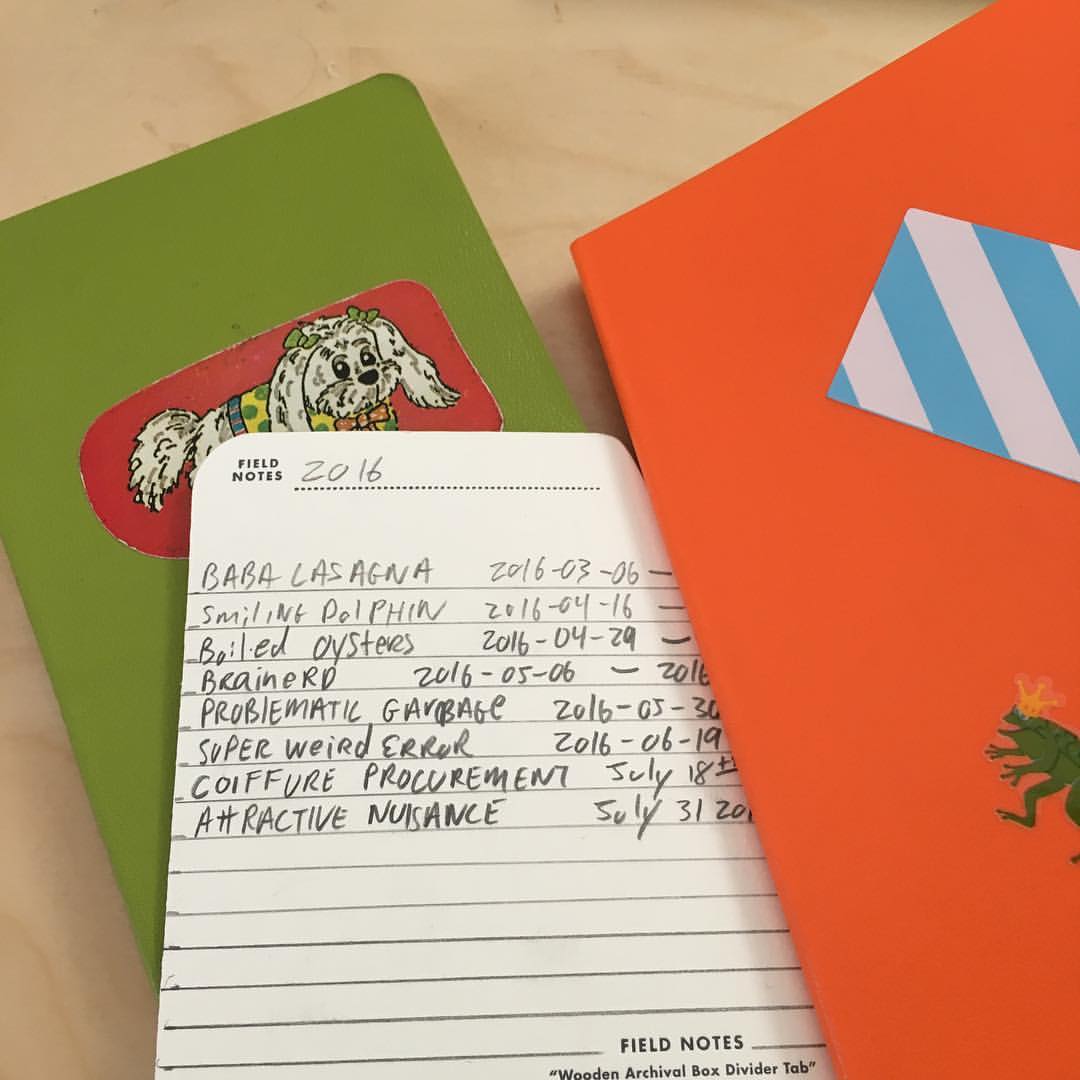 FIELD NOTES 2016
BABA LASAGNA 2016-03-06 —
SMiliNG DOlPHIN 2016-04-16 —
Boiled oysters 2016-04-29 —
BRaineRD 2016-05-06 — 2016
PROBLEMATIC GARBAGe 2016-05-30
SUPER weird ERROR 2016-06-19
COIFFURE PROCUREMENT July 18th
ATTRACTIVE NUISANCE July 31 201
FIELD NOTES
"Wooden Archival Box Divider Tab"